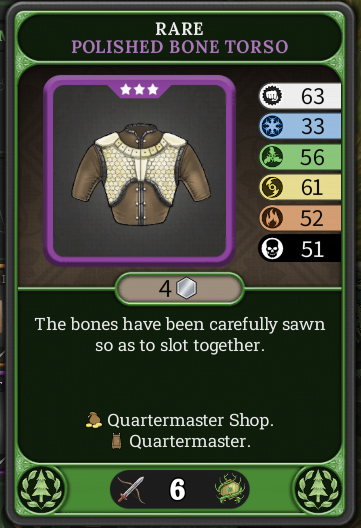 RARE
POLISHED BONE TORSO
63
33
56
61
52
51
4
The bones have been carefully sawn
so as to slot together.
Quartermaster Shop.
Quartermaster.
6